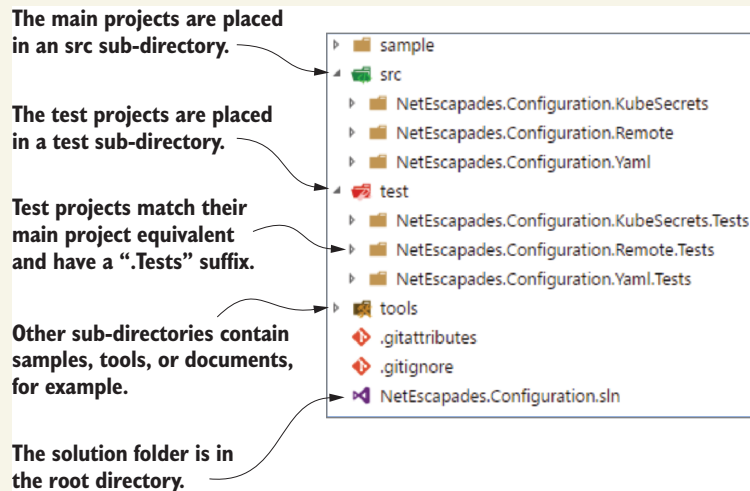 The main projects are placed
in an src sub-directory.
The test projects are placed
in a test sub-directory.
Test projects match their
main project equivalent
and have a “.Tests” suffix.
Other sub-directories contain
samples, tools, or documents,
for example.
The solution folder is in
the root directory.
sample
src
NetEscapades.Configuration.KubeSecrets
NetEscapades.Configuration.Remote
NetEscapades.Configuration.Yaml
test
NetEscapades.Configuration.KubeSecrets.Tests
NetEscapades.Configuration.Remote.Tests
NetEscapades.Configuration.Yaml.Tests
tools
.gitattributes
.gitignore
NetEscapades.Configuration.sln